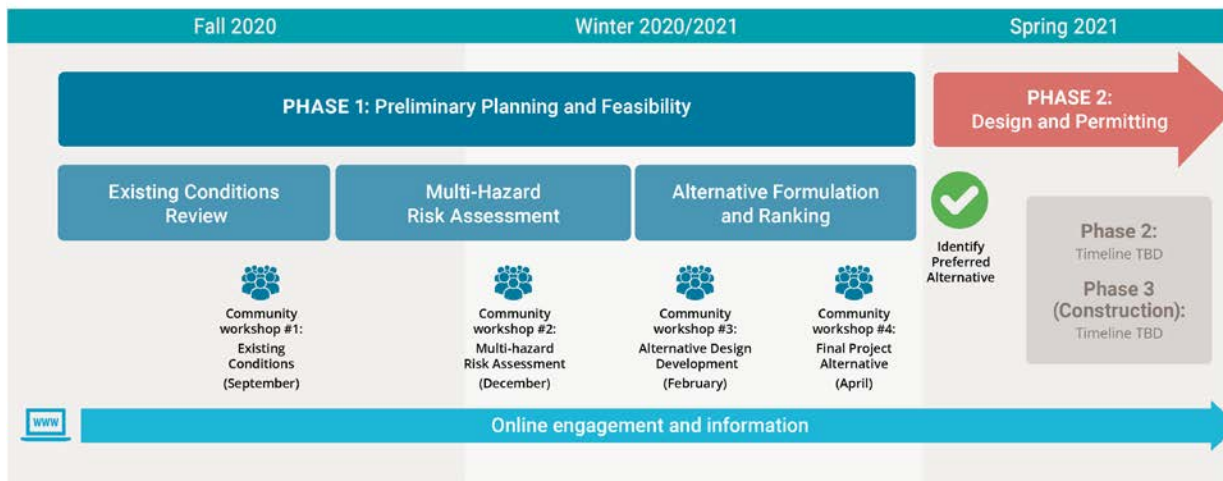 Fall 2020
Winter 2020/2021
Spring 2021
PHASE 1: Preliminary Planning and Feasibility
PHASE 2:
Design and Permitting
Existing Conditions
Review
Multi-Hazard
Risk Assessment
Alternative Formulation
and Ranking
Identify
Preferred
Alternative
Phase 2:
Timeline TBD
Phase 3
(Construction):
Timeline TBD
Community
workshop #1:
Existing
Conditions
(September)
Community
workshop #2:
Multi-hazard
Risk Assessment
(December)
Community
workshop #3:
Alternative Design
Development
(February)
Community
workshop #4:
Final Project
Alternative
(April)
www
Online engagement and information